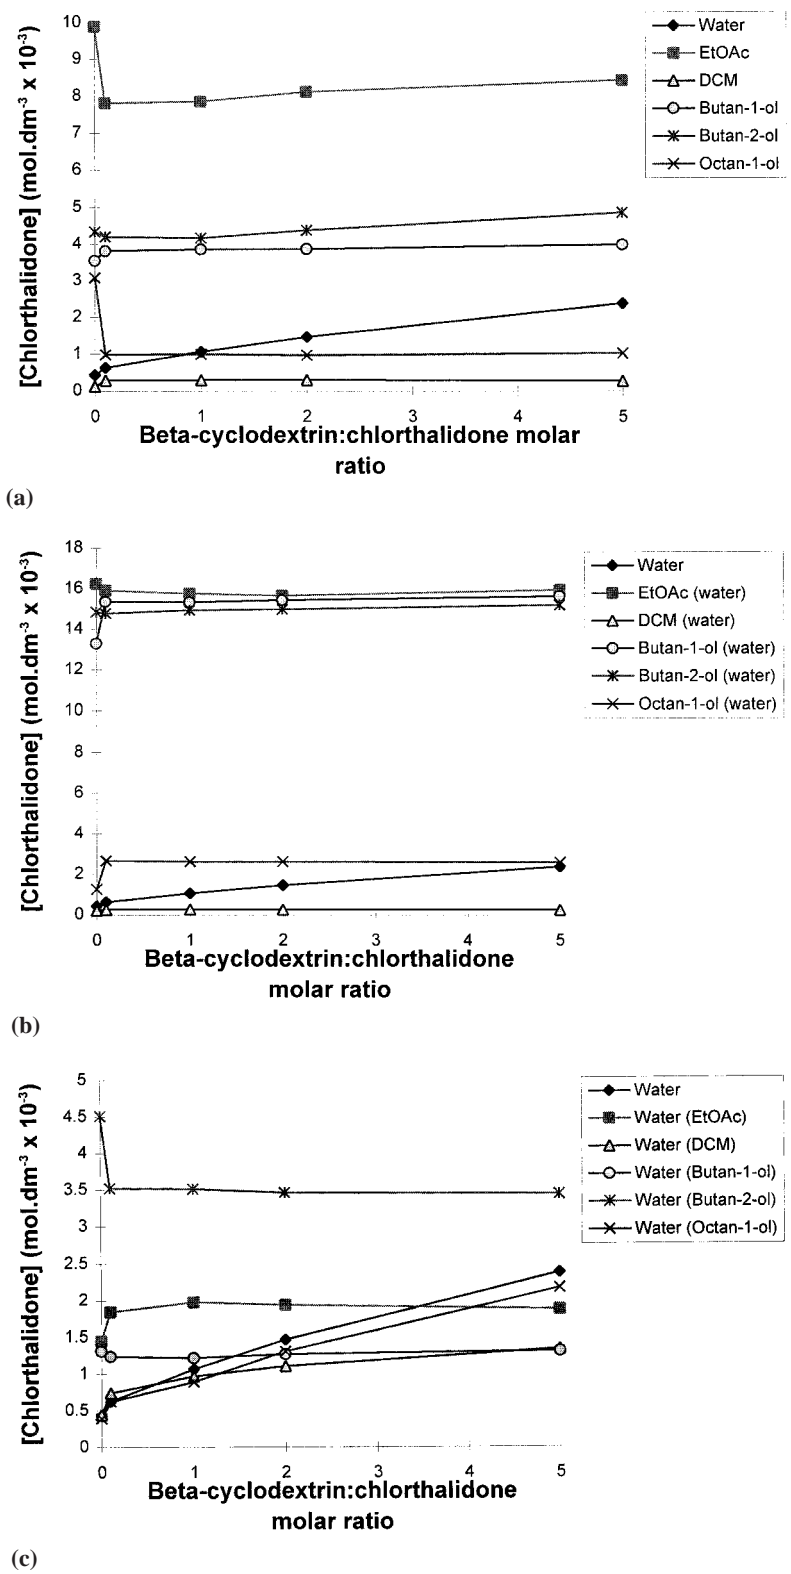 10
9
8
7
6
5
4
3
2
1
0
[Chlorthalidone] (mol.dm-3 x 10-3)
0 1 2 3 4 5
Beta-cyclodextrin:chlorthalidone molar
ratio
Water
EtOAc
DCM
Butan-1-ol
Butan-2-ol
Octan-1-ol
(a)
18
16
14
12
10
8
6
4
2
0
[Chlorthalidone] (mol.dm-3 x 10-3)
0 1 2 3 4 5
Beta-cyclodextrin:chlorthalidone
molar ratio
Water
EtOAc (water)
DCM (water)
Butan-1-ol (water)
Butan-2-ol (water)
Octan-1-ol (water)
(b)
5
4.5
4
3.5
3
2.5
2
1.5
1
0.5
0
[Chlorthalidone] (mol.dm-3 x 10-3)
0 1 2 3 4 5
Beta-cyclodextrin:chlorthalidone
molar ratio
Water
Water (EtOAc)
Water (DCM)
Water (Butan-1-ol)
Water (Butan-2-ol)
Water (Octan-1-ol)
(c)